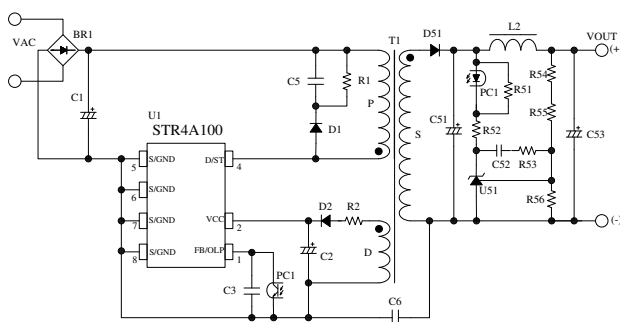 T1
D51
L2
VOUT
(+
BR1
VAC
C5
R1
P
PC1
R51
R54
C1
U1
STR4A100
D1
R55
S
C51
R52
C53
S/GND
D/ST
5
4
C52
R53
S/GND
U51
6
R56
D2
R2
S/GND
VCC
7
2
(-)
S/GND
FB/OLP
D
8
1
C2
PC1
C3
C6